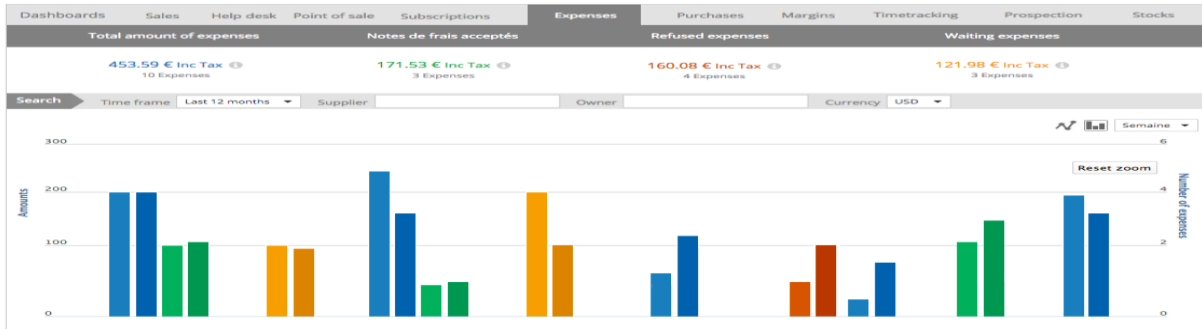 Dashboards Sales Help desk Point of sale Subscriptions Expenses Purchases Margins Timetracking Prospection Stocks
Total amount of expenses Notes de frais acceptés Refused expenses Waiting expenses
453.59 € Inc Tax 171.53 € Inc Tax 160.08 € Inc Tax 121.98 € Inc Tax
10 Expenses 3 Expenses 4 Expenses 3 Expenses
Search Time frame Last 12 months Supplier Owner Currency USD
Semaine
300 6
Reset zoom
200 4
Amounts Number of expenses
100 2
0 0